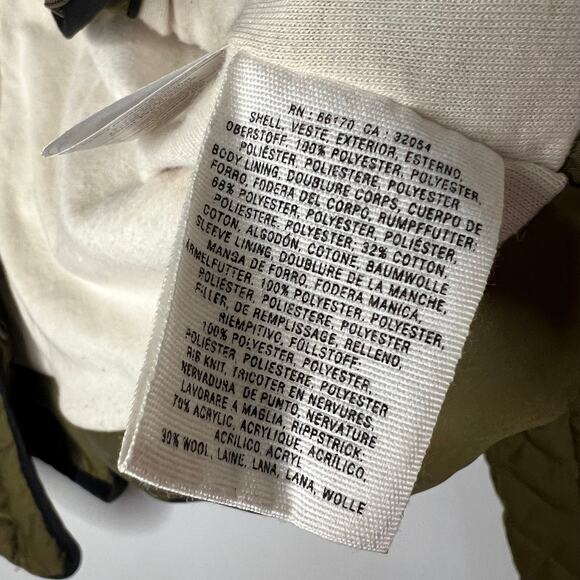 RN : 66170 CA : 32054
SHELL, VESTE, EXTERIOR, ESTERNO,
OBERSTOFF: 100% POLYESTER, POLYESTER,
POLIÉSTER, POLIESTERE, POLYESTER
BODY LINING, DOUBLURE CORPS, CUERPO DE
FORRO, FODERA DEL CORPO, RUMPFFUTTER:
68% POLYESTER, POLYESTER, POLIÉSTER,
POLIESTERE, POLYESTER; 32% COTTON,
COTON, ALGODÓN, COTONE, BAUMWOLLE
SLEEVE LINING, DOUBLURE DE LA MANCHE,
MANGA DE FORRO, FODERA MANICA,
ARMELFUTTER: 100% POLYESTER, POLYESTER,
POLIÉSTER, POLIESTERE, POLYESTER
FILLER, DE REMPLISSAGE, RELLENO,
RIEMPITIVO, FÜLLSTOFF:
100% POLYESTER, POLYESTER,
POLIÉSTER, POLIESTERE, POLYESTER
RIB KNIT, TRICOTER EN NERVURES,
NERVADURA DE PUNTO, NERVATURE
LAVORARE A MAGLIA, RIPPSTRICK:
70% ACRYLIC, ACRYLIQUE, ACRÍLICO,
ACRILICO, ACRYL
30% WOOL, LAINE, LANA, LANA, WOLLE